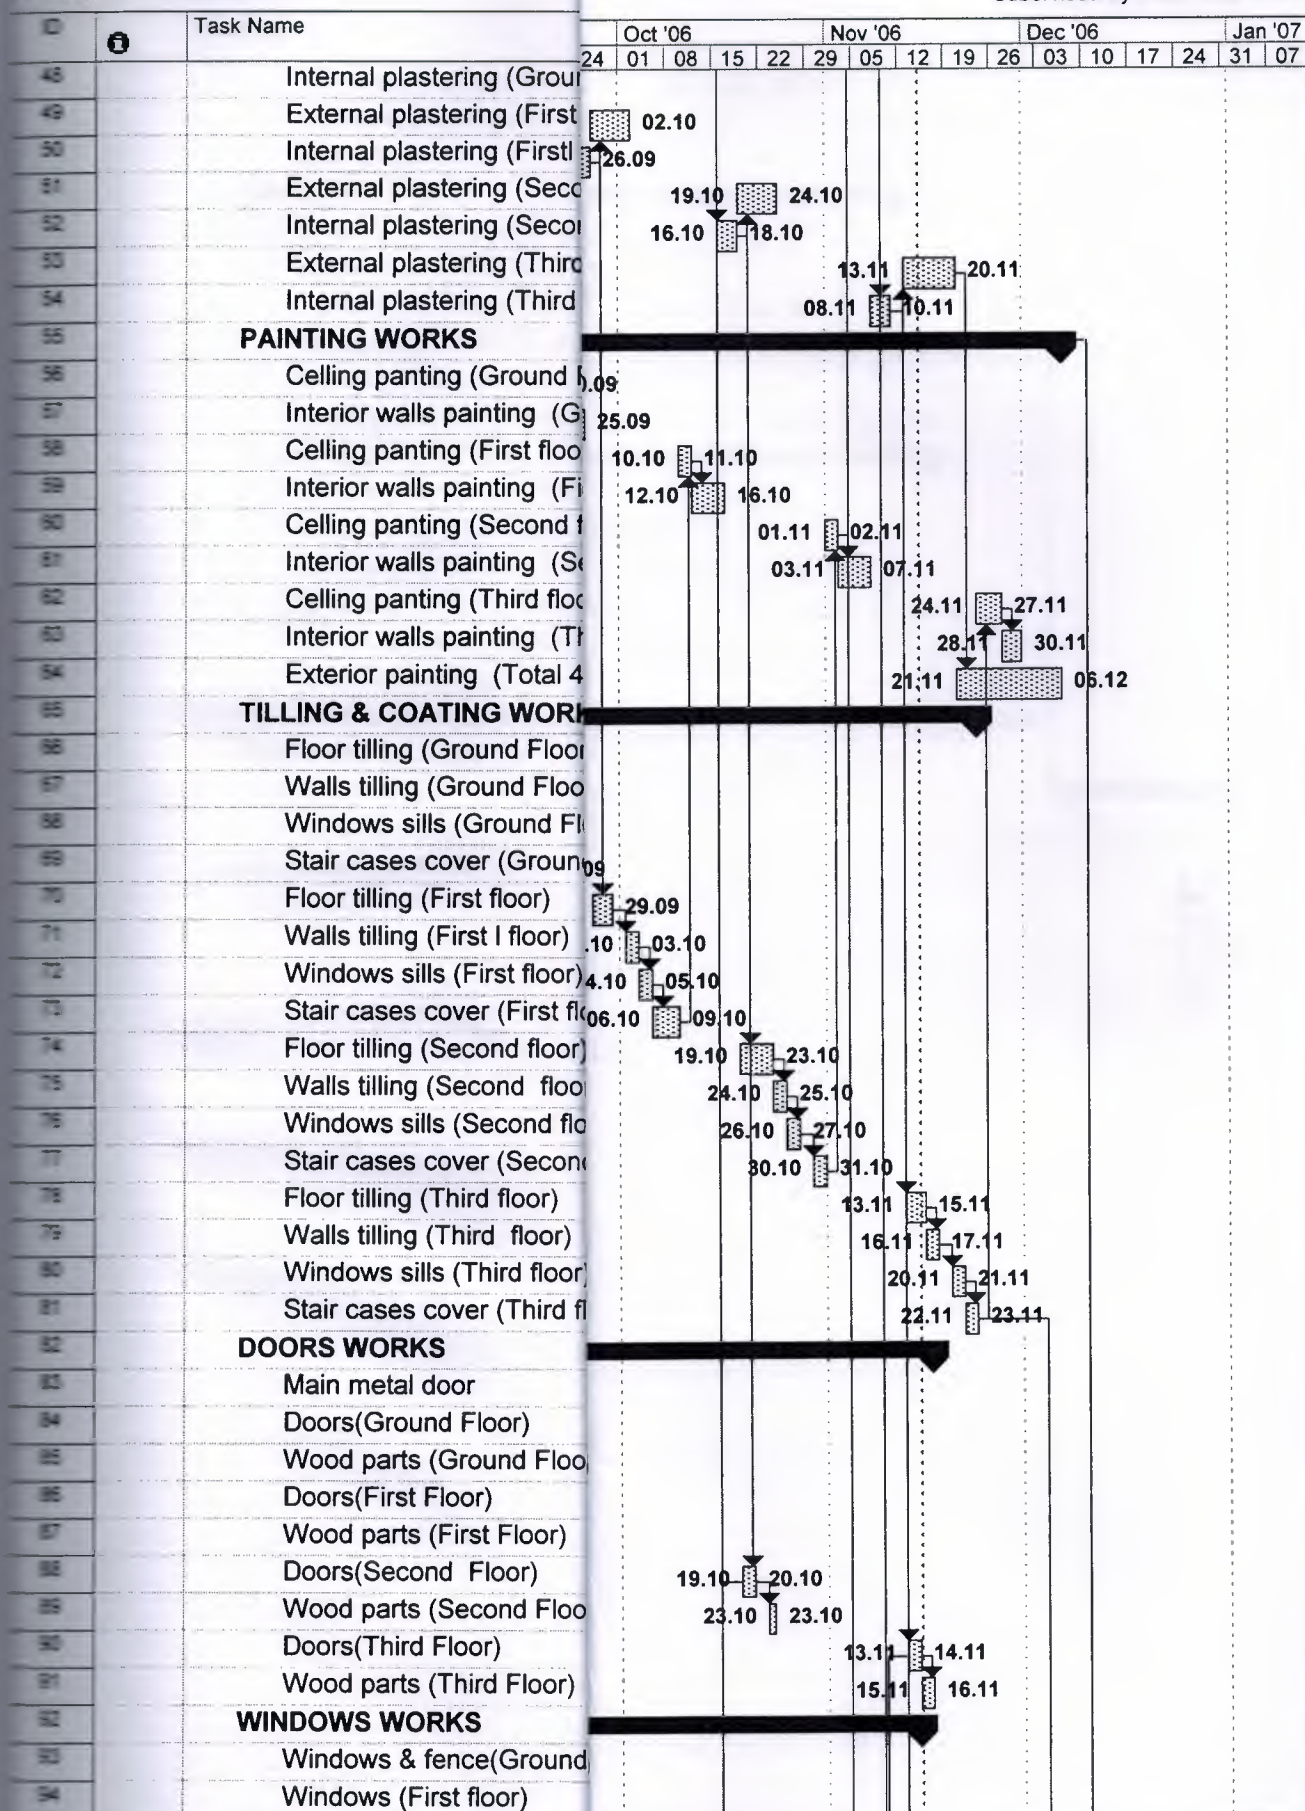 ID Task Name Oct '06 Nov '06 Dec '06 Jan '07
24 01 08 15 22 29 05 12 19 26 03 10 17 24 31 07
48 Internal plastering (Groun
49 External plastering (First 02.10
50 Internal plastering (Firstl 26.09
51 External plastering (Seco 19.10 24.10
52 Internal plastering (Secon 16.10 18.10
53 External plastering (Third 13.11 20.11
54 Internal plastering (Third 08.11 10.11
55 PAINTING WORKS
56 Celling panting (Ground .09
57 Interior walls painting (G 25.09
58 Celling panting (First floo 10.10 11.10
59 Interior walls painting (Fi 12.10 16.10
60 Celling panting (Second f 01.11 02.11
61 Interior walls painting (Se 03.11 07.11
62 Celling panting (Third floo 24.11 27.11
63 Interior walls painting (Th 28.11 30.11
64 Exterior painting (Total 4 21.11 06.12
65 TILLING & COATING WORK
66 Floor tilling (Ground Floor
67 Walls tilling (Ground Floo
68 Windows sills (Ground Fl
69 Stair cases cover (Groun 09
70 Floor tilling (First floor) 29.09
71 Walls tilling (First l floor) .10 03.10
72 Windows sills (First floor) 4.10 05.10
73 Stair cases cover (First flo 06.10 09.10
74 Floor tilling (Second floor) 19.10 23.10
75 Walls tilling (Second floo 24.10 25.10
76 Windows sills (Second flo 26.10 27.10
77 Stair cases cover (Second 30.10 31.10
78 Floor tilling (Third floor) 13.11 15.11
79 Walls tilling (Third floor) 16.11 17.11
80 Windows sills (Third floor) 20.11 21.11
81 Stair cases cover (Third fl 22.11 23.11
82 DOORS WORKS
83 Main metal door
84 Doors(Ground Floor)
85 Wood parts (Ground Floo
86 Doors(First Floor)
87 Wood parts (First Floor)
88 Doors(Second Floor) 19.10 20.10
89 Wood parts (Second Floo 23.10 23.10
90 Doors(Third Floor) 13.11 14.11
91 Wood parts (Third Floor) 15.11 16.11
92 WINDOWS WORKS
93 Windows & fence(Ground
94 Windows (First floor)